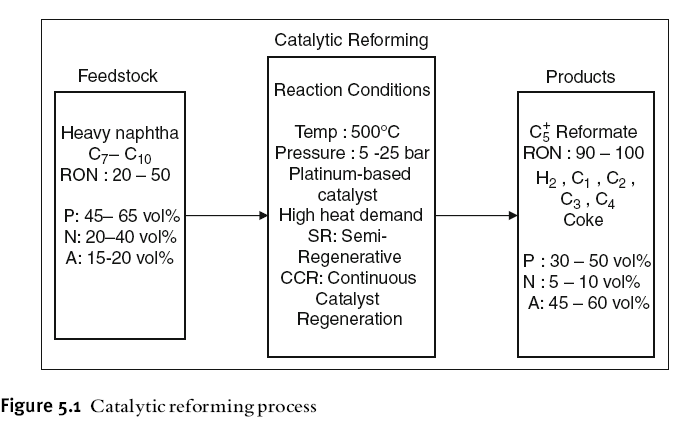 Catalytic Reforming
Feedstock
Heavy naphtha
C₇– C₁₀
RON : 20 – 50
P: 45– 65 vol%
N: 20–40 vol%
A: 15-20 vol%
Reaction Conditions
Temp : 500°C
Pressure : 5 -25 bar
Platinum-based
catalyst
High heat demand
SR: Semi-
Regenerative
CCR: Continuous
Catalyst
Regeneration
Products
C₅⁺ Reformate
RON : 90 – 100
H₂ , C₁ , C₂ ,
C₃ , C₄
Coke
P : 30 – 50 vol%
N : 5 – 10 vol%
A: 45 – 60 vol%
Figure 5.1 Catalytic reforming process